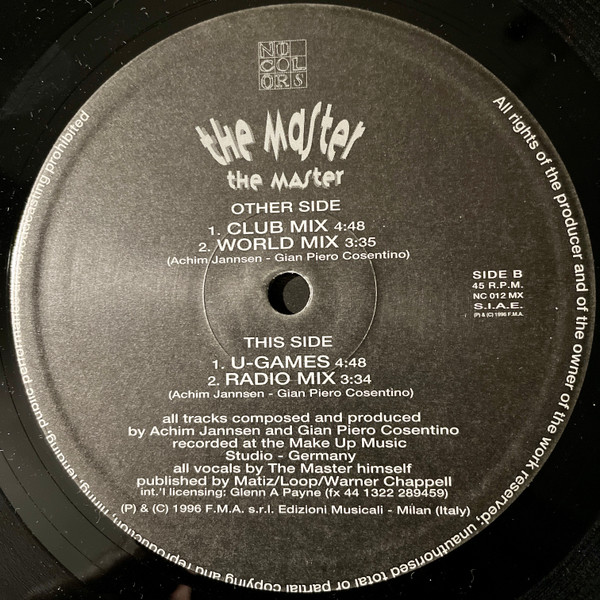 NO
COL
ORS
the Master
the Master
OTHER SIDE
1. CLUB MIX 4:48
2. WORLD MIX 3:35
(Achim Jannsen - Gian Piero Cosentino)
SIDE B
45 R.P.M.
NC 012 MX
S.I.A.E.
(P) & (C) 1996 F.M.A.
THIS SIDE
1. U-GAMES 4:48
2. RADIO MIX 3:34
(Achim Jannsen - Gian Piero Cosentino)
all tracks composed and produced
by Achim Jannsen and Gian Piero Cosentino
recorded at the Make Up Music
Studio - Germany
all vocals by The Master himself
published by Matiz/Loop/Warner Chappell
int.'l licensing: Glenn A Payne (fx 44 1322 289459)
(P) & (C) 1996 F.M.A. s.r.l. Edizioni Musicali - Milan (Italy)
All rights of the producer and of the owner of the work reserved; unauthorised total or partial copying and reproduction, hiring, lending, public-performance broadcasting prohibited